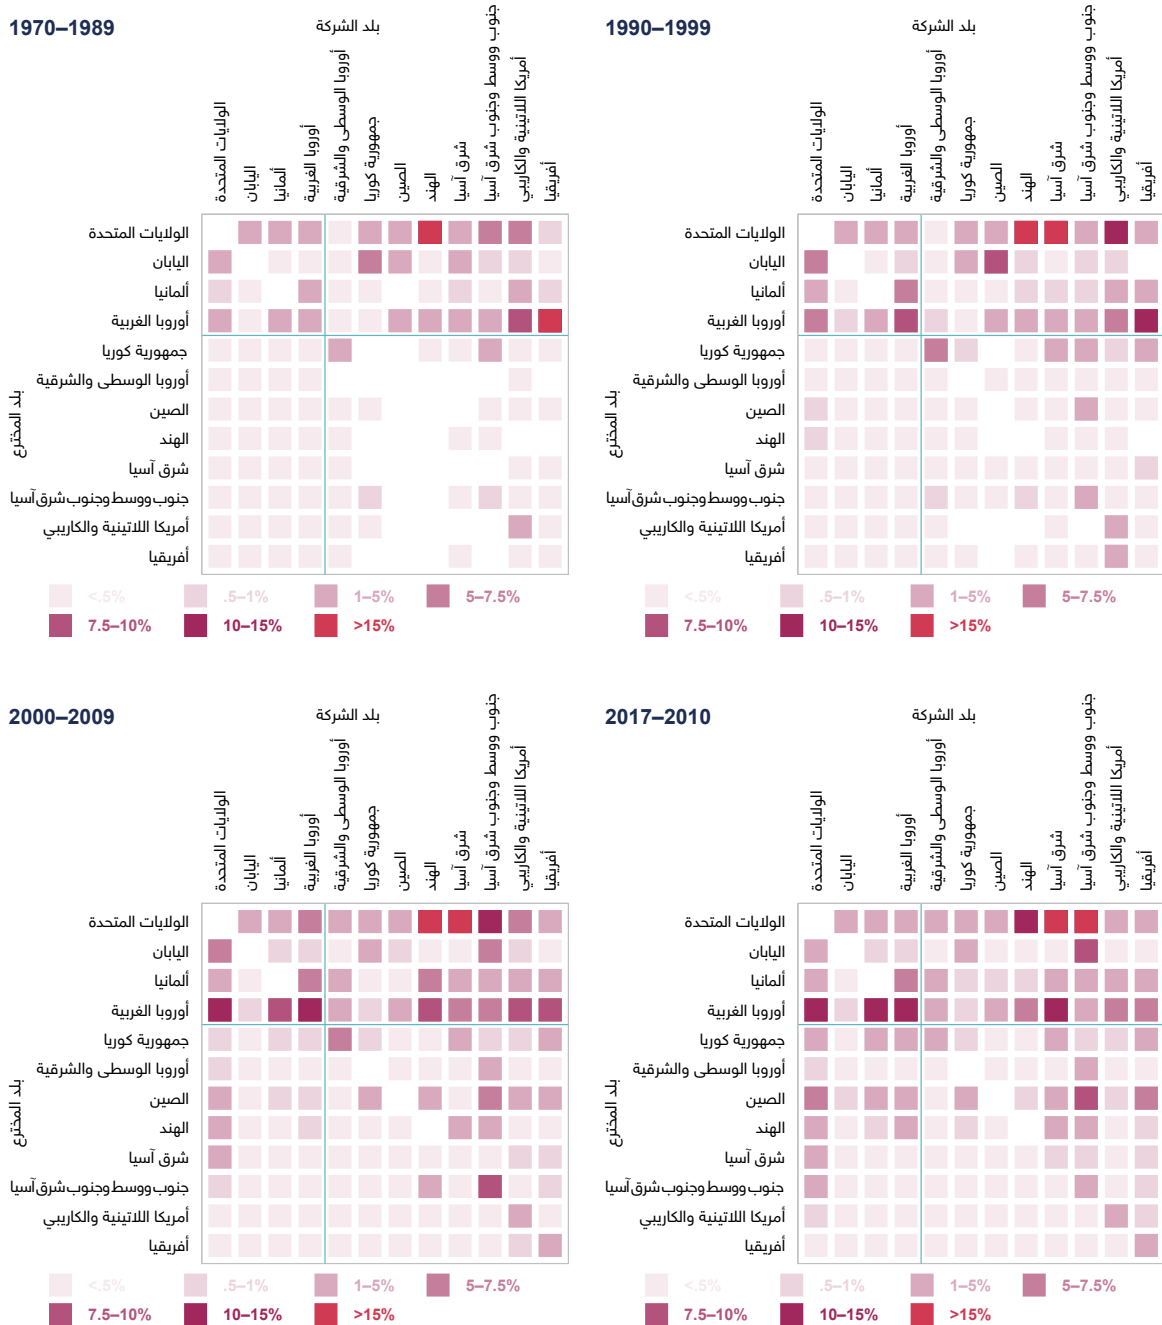 1970–1989
بلد الشركة
الولايات المتحدة
اليابان
ألمانيا
أوروبا الغربية
أوروبا الوسطى والشرقية
جمهورية كوريا
الصين
الهند
شرق آسيا
جنوب ووسط وجنوب شرق آسيا
أمريكا اللاتينية والكاريبي
أفريقيا
بلد المخترع
الولايات المتحدة
اليابان
ألمانيا
أوروبا الغربية
جمهورية كوريا
أوروبا الوسطى والشرقية
الصين
الهند
شرق آسيا
جنوب ووسط وجنوب شرق آسيا
أمريكا اللاتينية والكاريبي
أفريقيا
<.5% .5–1% 1–5% 5–7.5%
7.5–10% 10–15% >15%
1990–1999
بلد الشركة
الولايات المتحدة
اليابان
ألمانيا
أوروبا الغربية
أوروبا الوسطى والشرقية
جمهورية كوريا
الصين
الهند
شرق آسيا
جنوب ووسط وجنوب شرق آسيا
أمريكا اللاتينية والكاريبي
أفريقيا
بلد المخترع
الولايات المتحدة
اليابان
ألمانيا
أوروبا الغربية
جمهورية كوريا
أوروبا الوسطى والشرقية
الصين
الهند
شرق آسيا
جنوب ووسط وجنوب شرق آسيا
أمريكا اللاتينية والكاريبي
أفريقيا
<.5% .5–1% 1–5% 5–7.5%
7.5–10% 10–15% >15%
2000–2009
بلد الشركة
الولايات المتحدة
اليابان
ألمانيا
أوروبا الغربية
أوروبا الوسطى والشرقية
جمهورية كوريا
الصين
الهند
شرق آسيا
جنوب ووسط وجنوب شرق آسيا
أمريكا اللاتينية والكاريبي
أفريقيا
بلد المخترع
الولايات المتحدة
اليابان
ألمانيا
أوروبا الغربية
جمهورية كوريا
أوروبا الوسطى والشرقية
الصين
الهند
شرق آسيا
جنوب ووسط وجنوب شرق آسيا
أمريكا اللاتينية والكاريبي
أفريقيا
<.5% .5–1% 1–5% 5–7.5%
7.5–10% 10–15% >15%
2017–2010
بلد الشركة
الولايات المتحدة
اليابان
أوروبا الغربية
أوروبا الوسطى والشرقية
جمهورية كوريا
الصين
الهند
شرق آسيا
جنوب ووسط وجنوب شرق آسيا
أمريكا اللاتينية والكاريبي
أفريقيا
بلد المخترع
الولايات المتحدة
اليابان
ألمانيا
أوروبا الغربية
جمهورية كوريا
أوروبا الوسطى والشرقية
الصين
الهند
شرق آسيا
جنوب ووسط وجنوب شرق آسيا
أمريكا اللاتينية والكاريبي
أفريقيا
<.5% .5–1% 1–5% 5–7.5%
7.5–10% 10–15% >15%